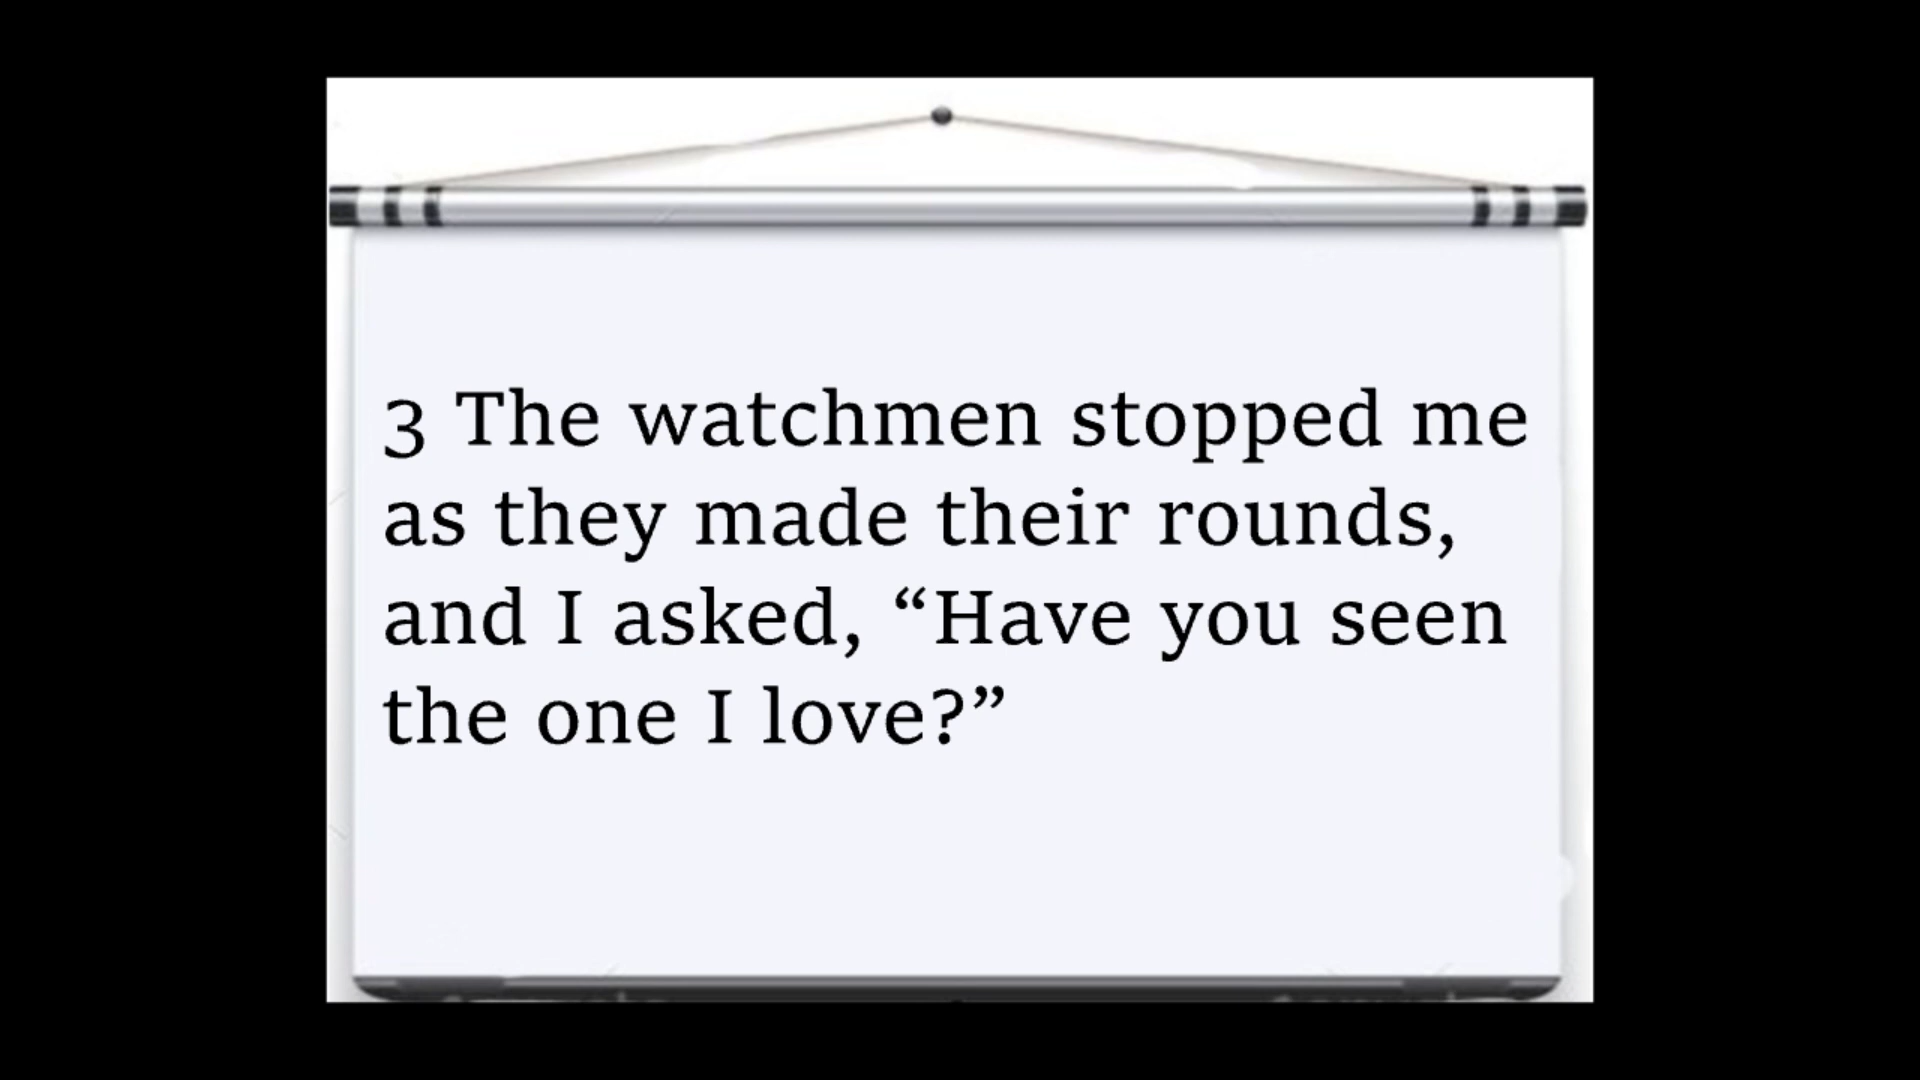 3 The watchmen stopped me
as they made their rounds,
and I asked, “Have you seen
the one I love?”